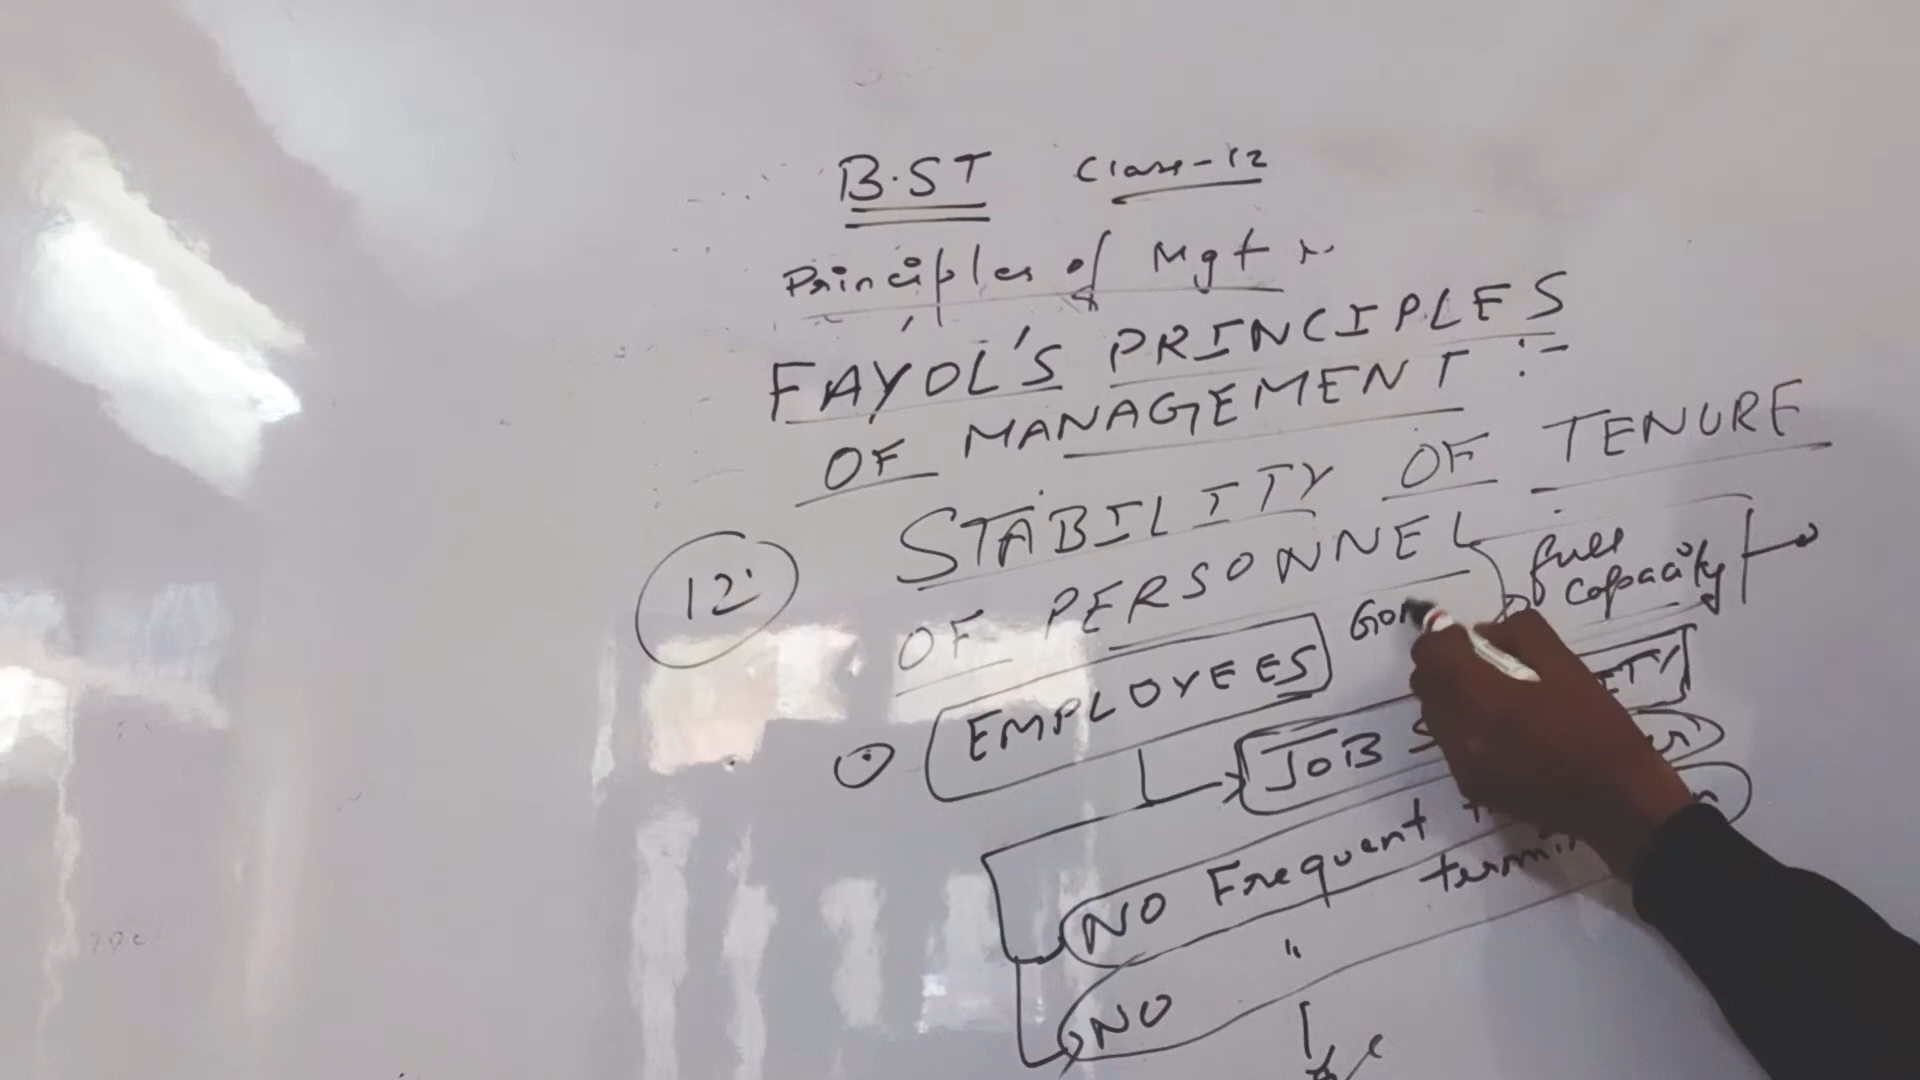 B.ST Class-12
Principles of Mgt
FAYOL'S PRINCIPLES
OF MANAGEMENT :-
12. STABILITY OF TENURE
OF PERSONNEL
full
capacity
EMPLOYEES
JOB
NO Frequent
NO "